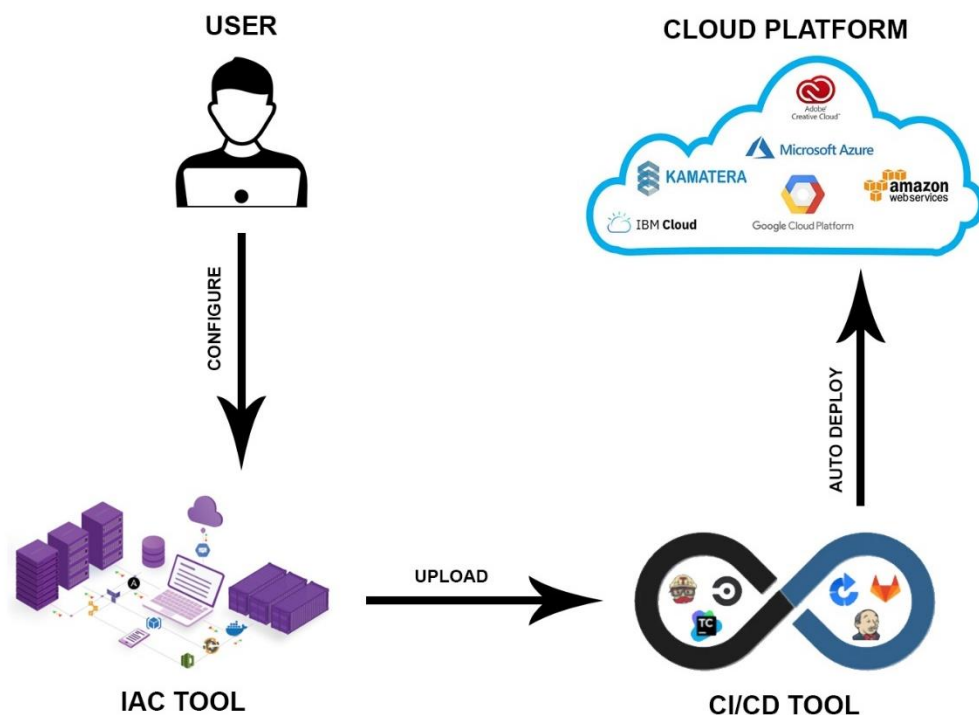 USER
CLOUD PLATFORM
Adobe
Creative Cloud™
Microsoft Azure
KAMATERA
amazon
webservices
IBM Cloud
Google Cloud Platform
CONFIGURE
AUTO DEPLOY
UPLOAD
TC
IAC TOOL
CI/CD TOOL